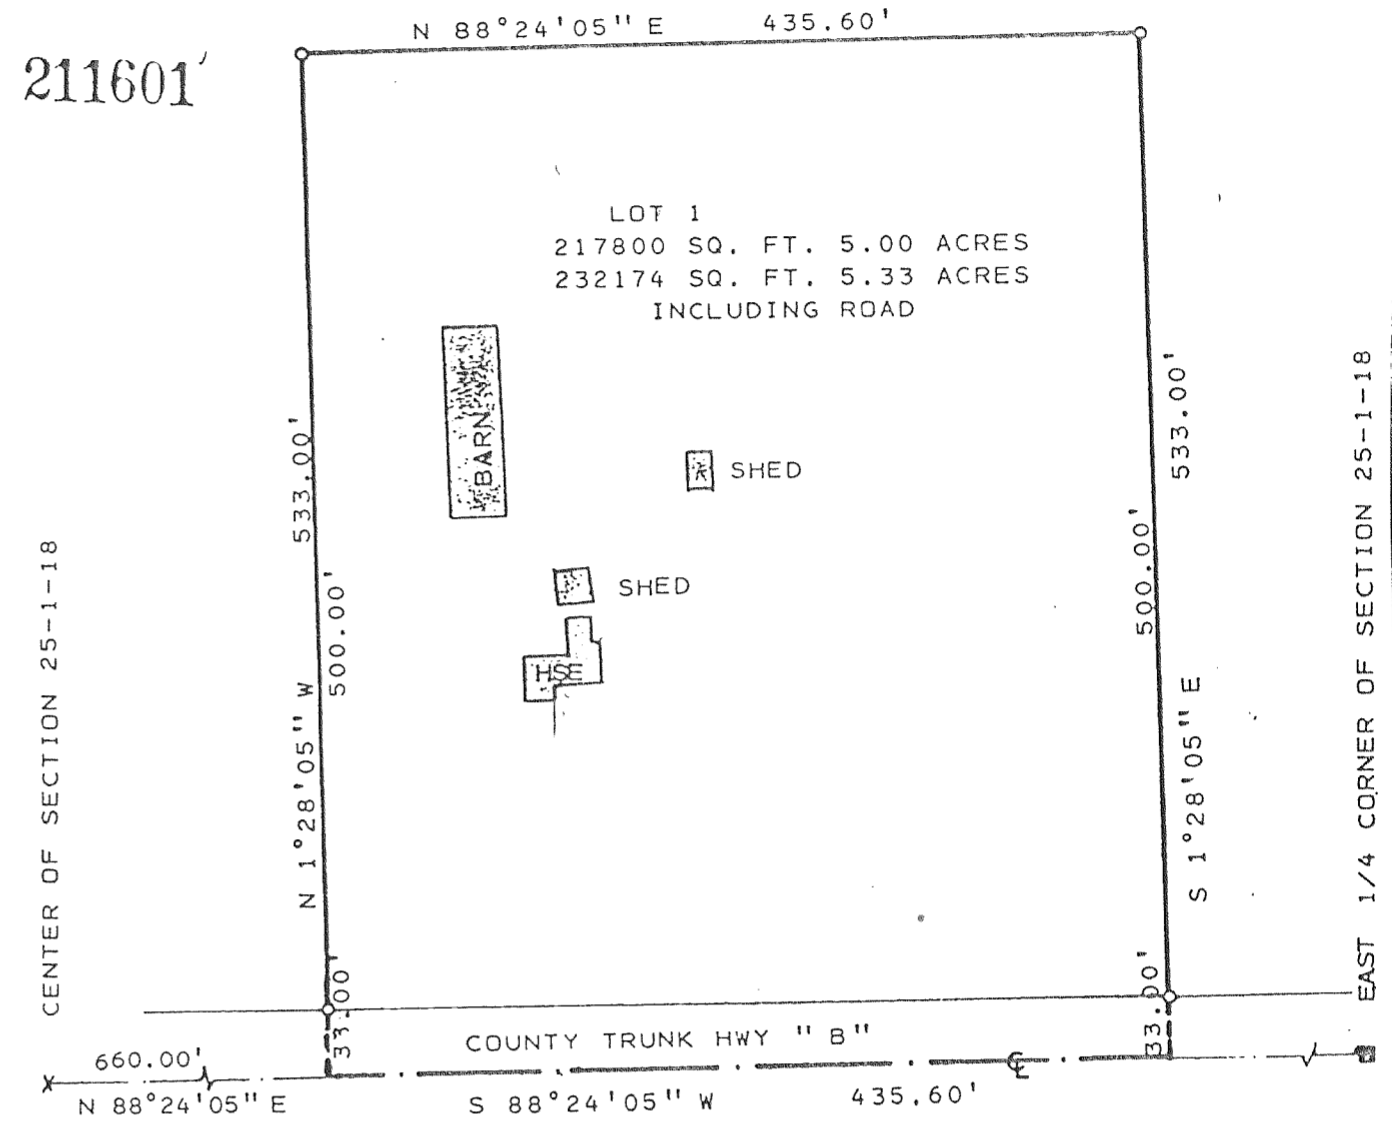 N 88°24'05" E 435.60'
211601
LOT 1
217800 SQ. FT. 5.00 ACRES
232174 SQ. FT. 5.33 ACRES
INCLUDING ROAD
BARN
SHED
SHED
HSE
533.00'
500.00'
N 1°28'05" W
533.00'
500.00'
S 1°28'05" E
CENTER OF SECTION 25-1-18
EAST 1/4 CORNER OF SECTION 25-1-18
33.00'
33.00'
COUNTY TRUNK HWY "B"
660.00'
N 88°24'05" E
S 88°24'05" W 435.60'